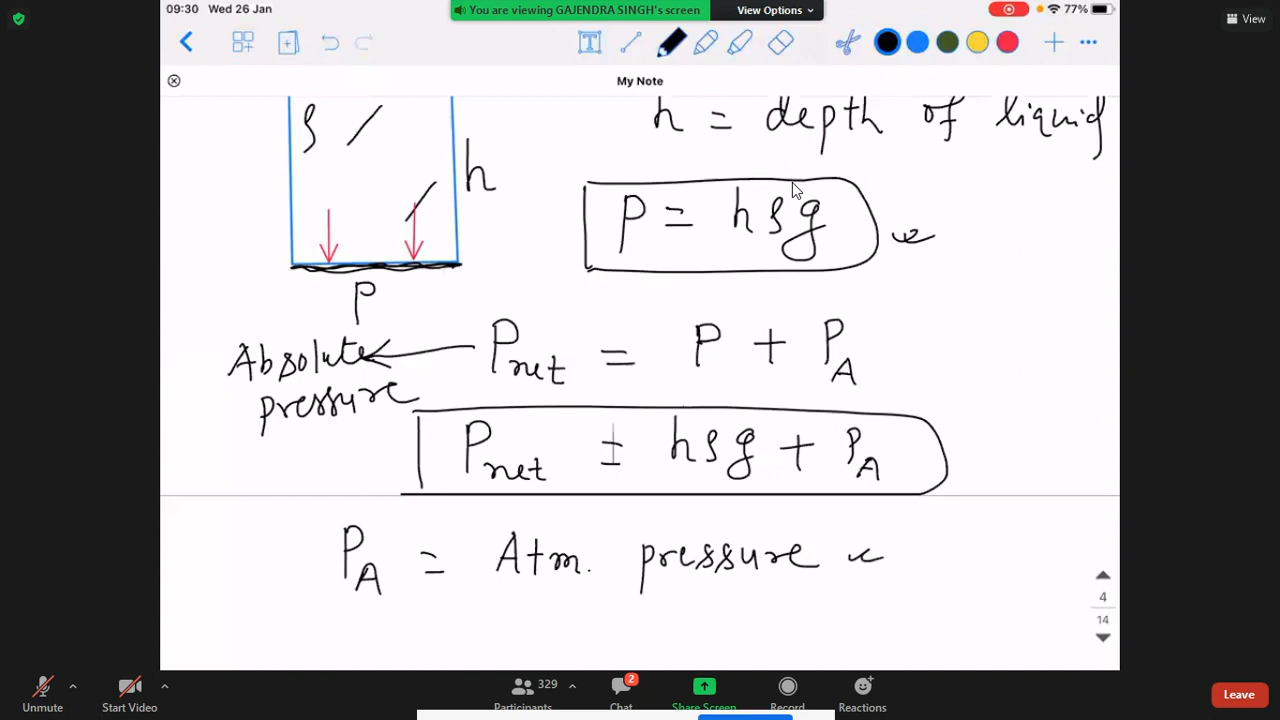 09:30 Wed 26 Jan
You are viewing GAJENDRA SINGH's screen
View Options
77%
View
My Note
ρ
h = depth of liquid
h
P = hρg
P
Absolute pressure ← P_net = P + P_A
P_net = hρg + P_A
P_A = Atm. pressure
4
14
Unmute
Start Video
329
Participants
2
Chat
Share Screen
Record
Reactions
Leave